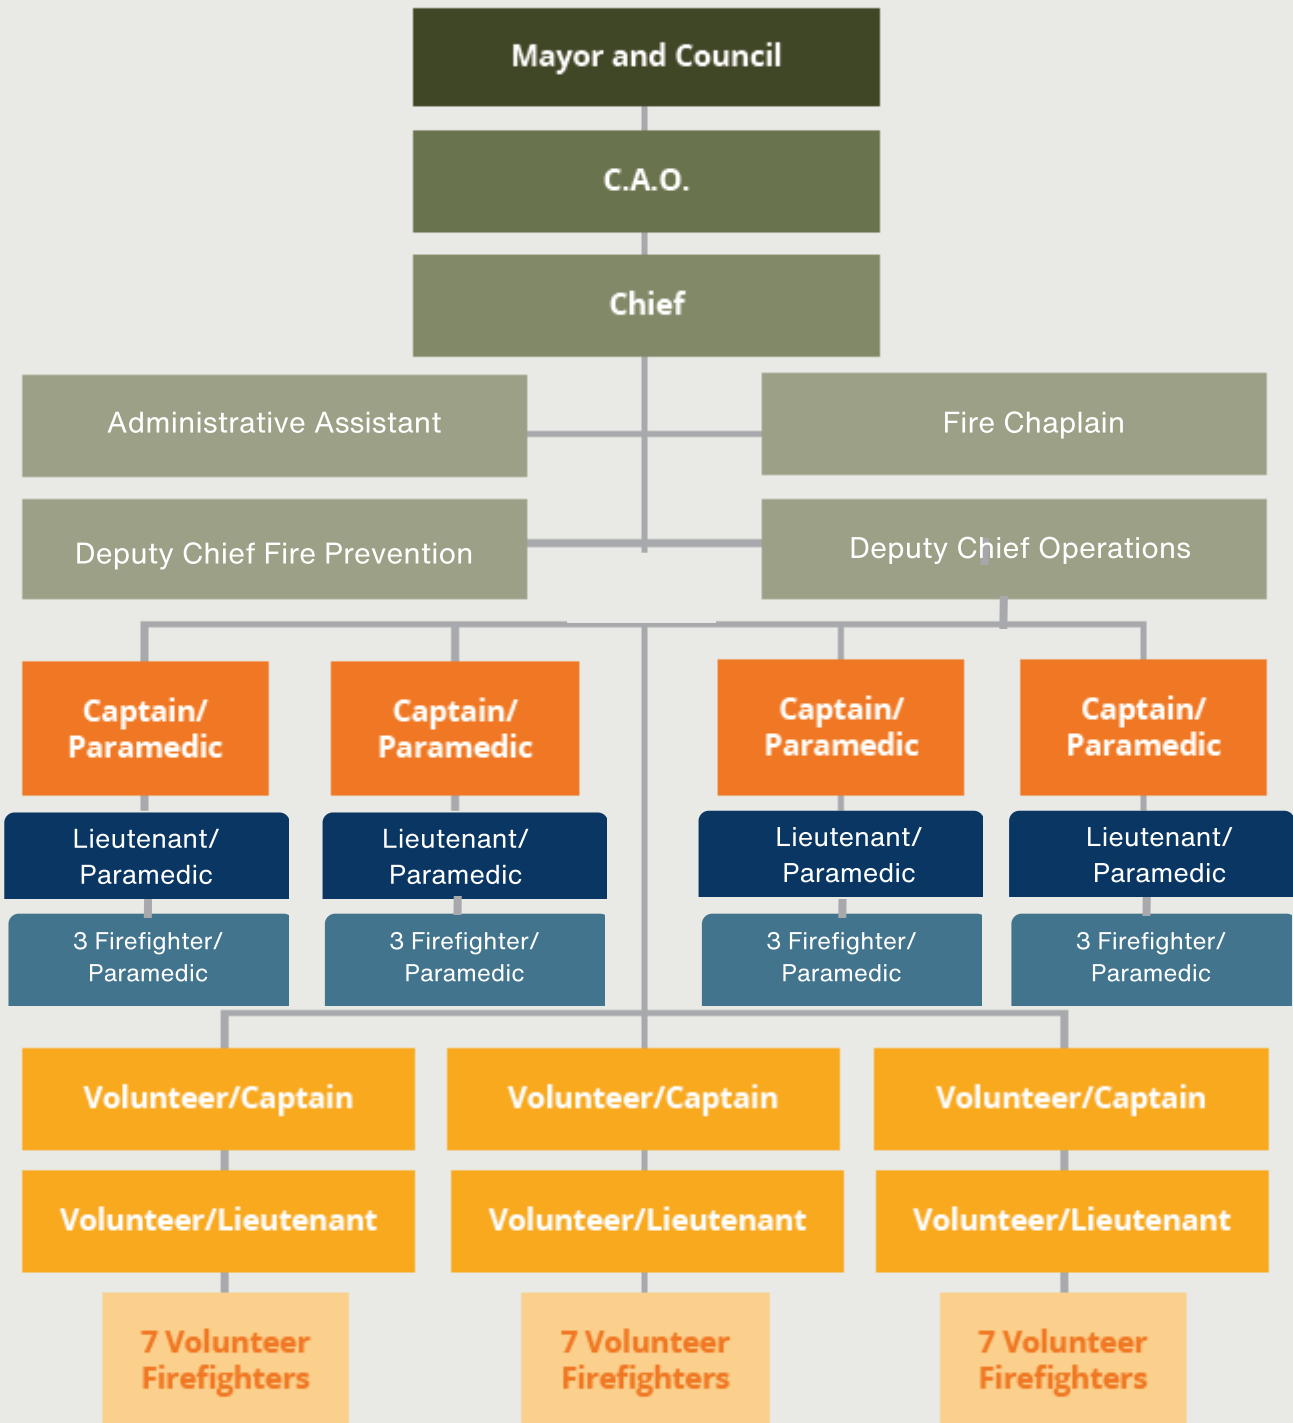 Mayor and Council
C.A.O.
Chief
Administrative Assistant
Fire Chaplain
Deputy Chief Fire Prevention
Deputy Chief Operations
Captain/
Paramedic
Captain/
Paramedic
Captain/
Paramedic
Captain/
Paramedic
Lieutenant/
Paramedic
Lieutenant/
Paramedic
Lieutenant/
Paramedic
Lieutenant/
Paramedic
3 Firefighter/
Paramedic
3 Firefighter/
Paramedic
3 Firefighter/
Paramedic
3 Firefighter/
Paramedic
Volunteer/Captain
Volunteer/Captain
Volunteer/Captain
Volunteer/Lieutenant
Volunteer/Lieutenant
Volunteer/Lieutenant
7 Volunteer
Firefighters
7 Volunteer
Firefighters
7 Volunteer
Firefighters